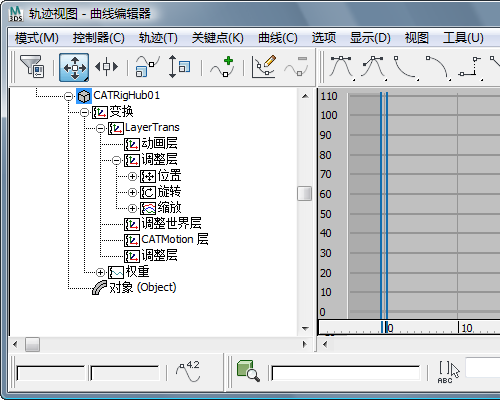 轨迹视图 - 曲线编辑器
模式(M) 控制器(C) 轨迹(T) 关键点(K) 曲线(C) 选项 显示(D) 视图 工具(U)
CATRigHub01
变换
LayerTrans
动画层
调整层
位置
旋转
缩放
调整世界层
CATMotion 层
调整层
权重
对象 (Object)
110
100
90
80
70
60
50
40
30
20
10
0
0 10
4.2
ABC